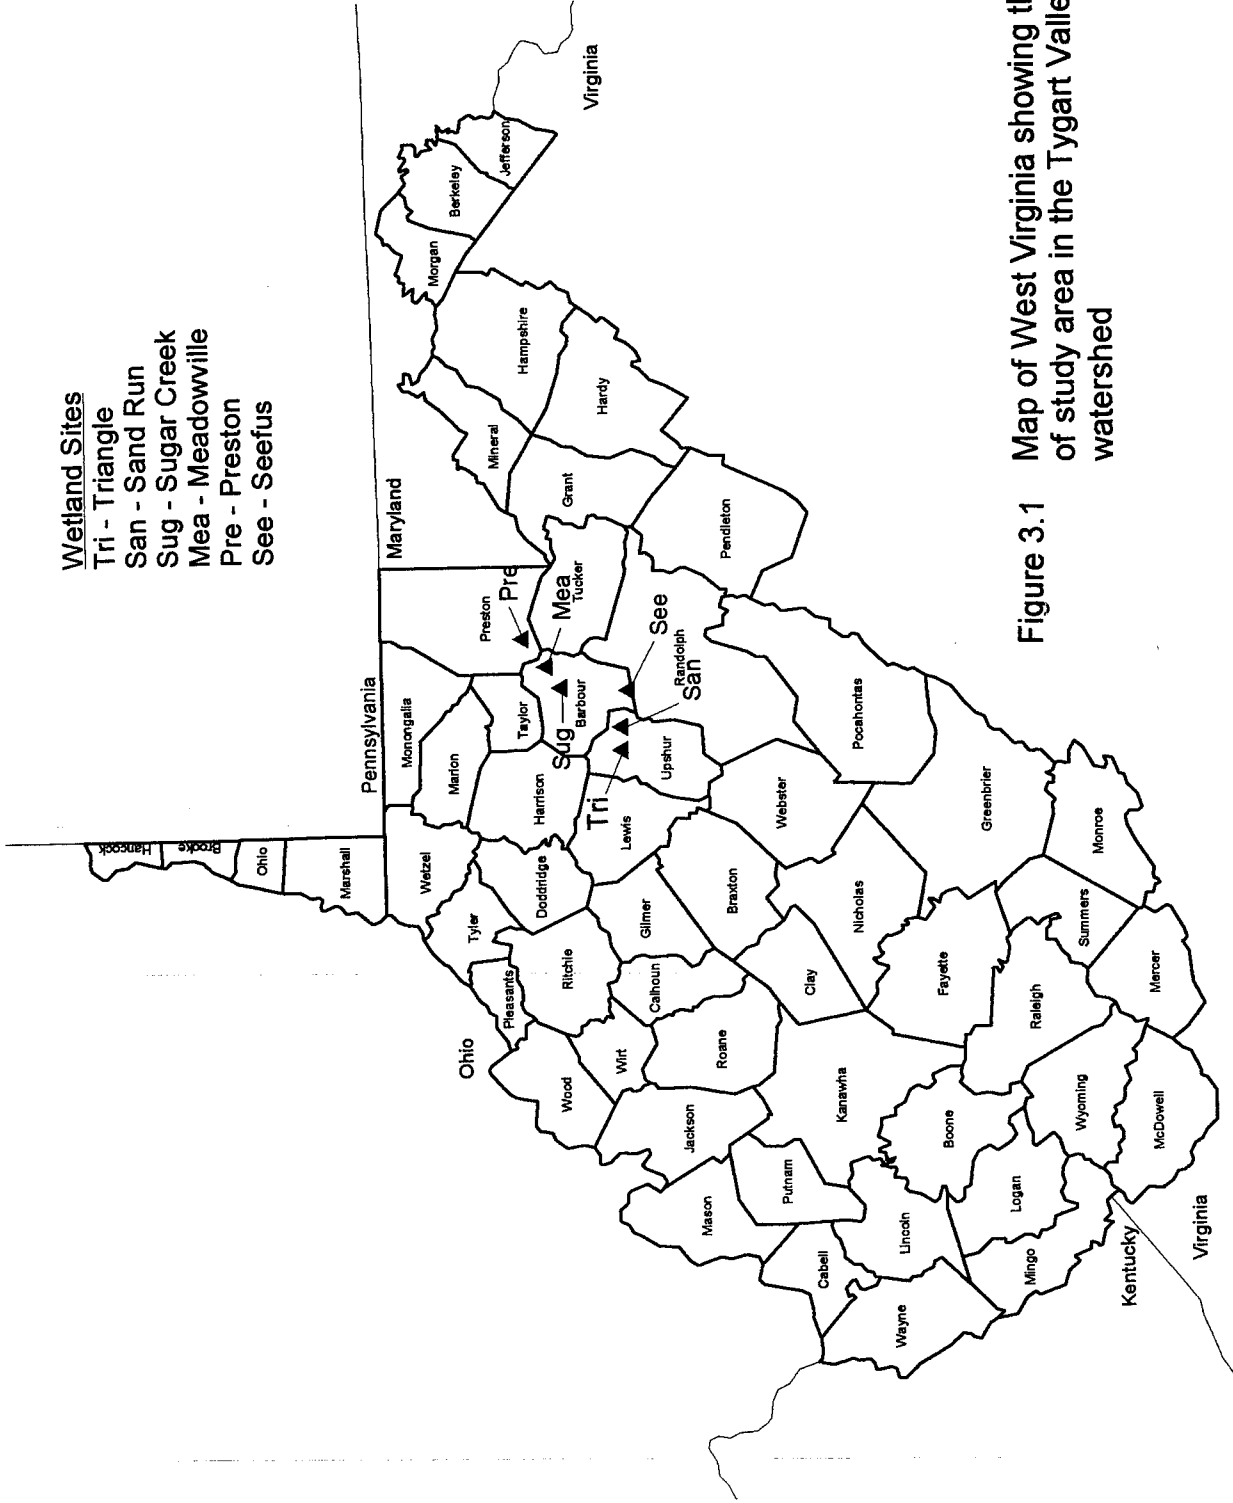 Wetland Sites
Tri - Triangle
San - Sand Run
Sug - Sugar Creek
Mea - Meadowville
Pre - Preston
See - Seefus
Hancock
Brooke
Ohio
Marshall
Pennsylvania
Maryland
Virginia
Ohio
Wetzel
Monongalia
Marion
Preston
Pre
Morgan
Berkeley
Jefferson
Tyler
Pleasants
Doddridge
Harrison
Taylor
Mineral
Hampshire
Wood
Ritchie
Sug
Barbour
Mea
Tucker
Grant
Hardy
Wirt
Calhoun
Gilmer
Lewis
Tri
Upshur
San
Randolph
See
Pendleton
Jackson
Roane
Braxton
Webster
Mason
Putnam
Kanawha
Clay
Nicholas
Pocahontas
Cabell
Lincoln
Boone
Fayette
Greenbrier
Wayne
Mingo
Logan
Raleigh
Summers
Monroe
Wyoming
McDowell
Mercer
Kentucky
Virginia
Figure 3.1 Map of West Virginia showing
of study area in the Tygart
watershed